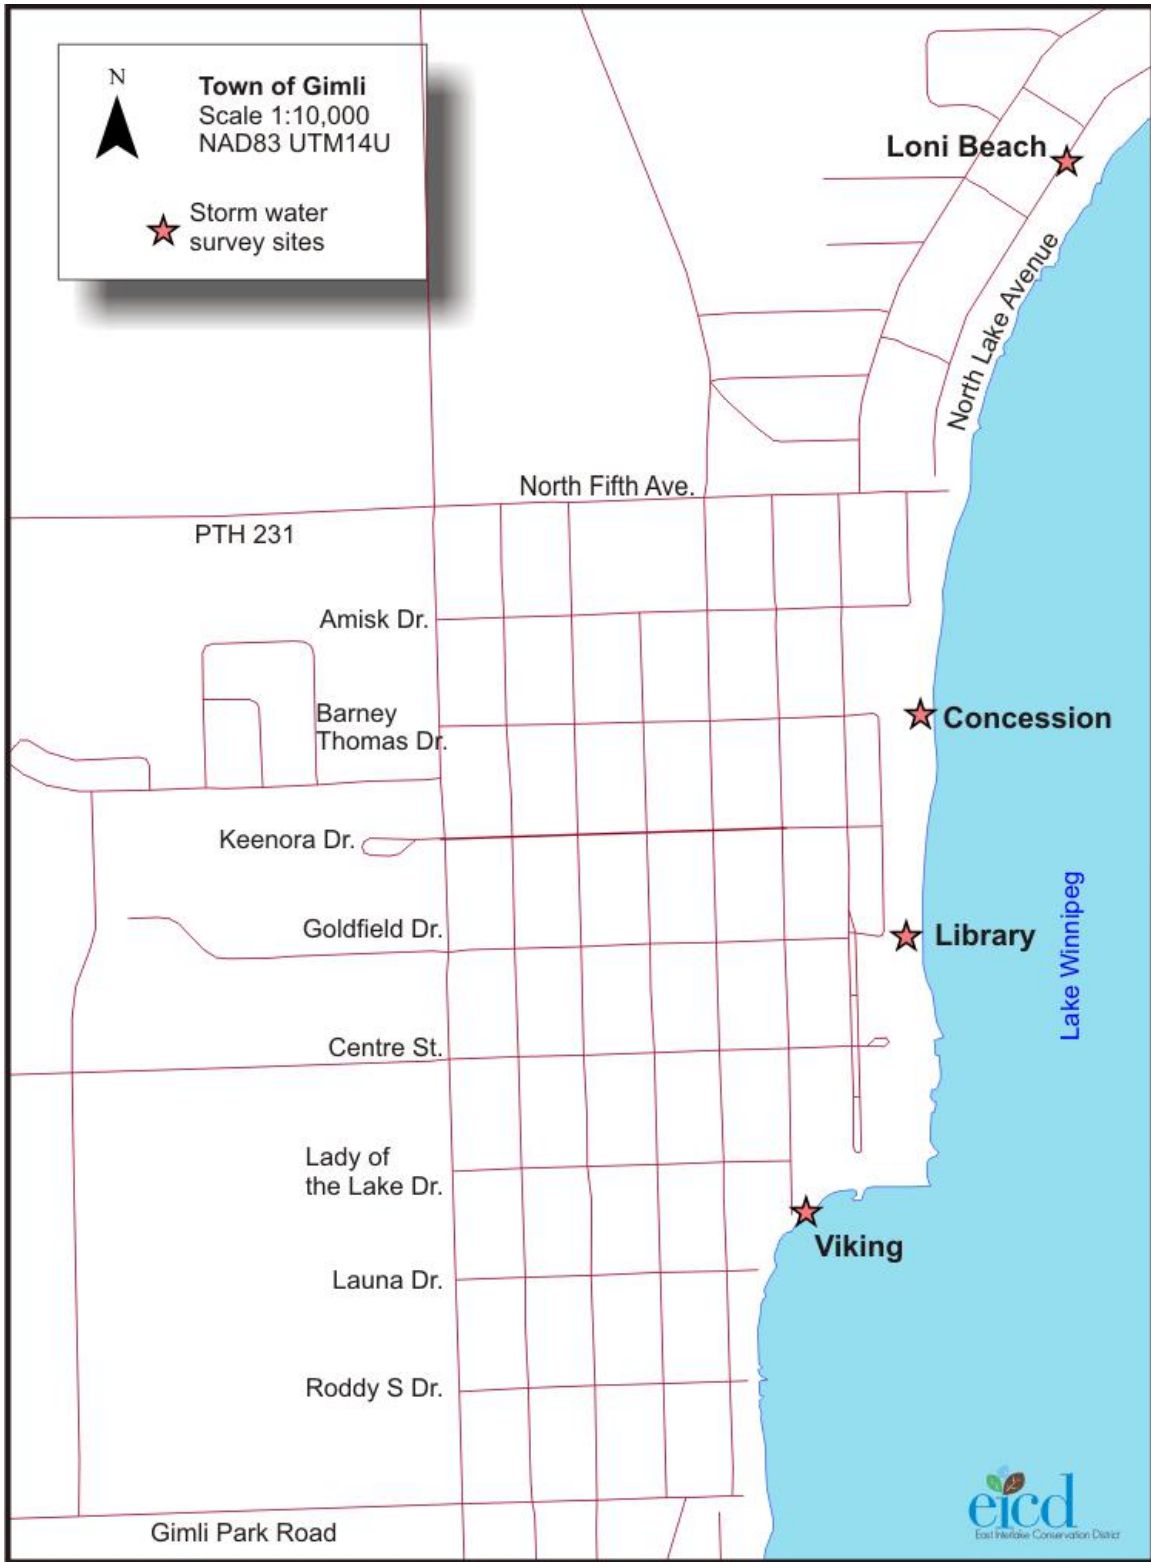 N
Town of Gimli
Scale 1:10,000
NAD83 UTM14U
Storm water
survey sites
Loni Beach
North Lake Avenue
North Fifth Ave.
PTH 231
Amisk Dr.
Barney
Thomas Dr.
Concession
Keenora Dr.
Goldfield Dr.
Library
Lake Winnipeg
Centre St.
Lady of
the Lake Dr.
Viking
Launa Dr.
Roddy S Dr.
eicd
East Interlake Conservation District
Gimli Park Road